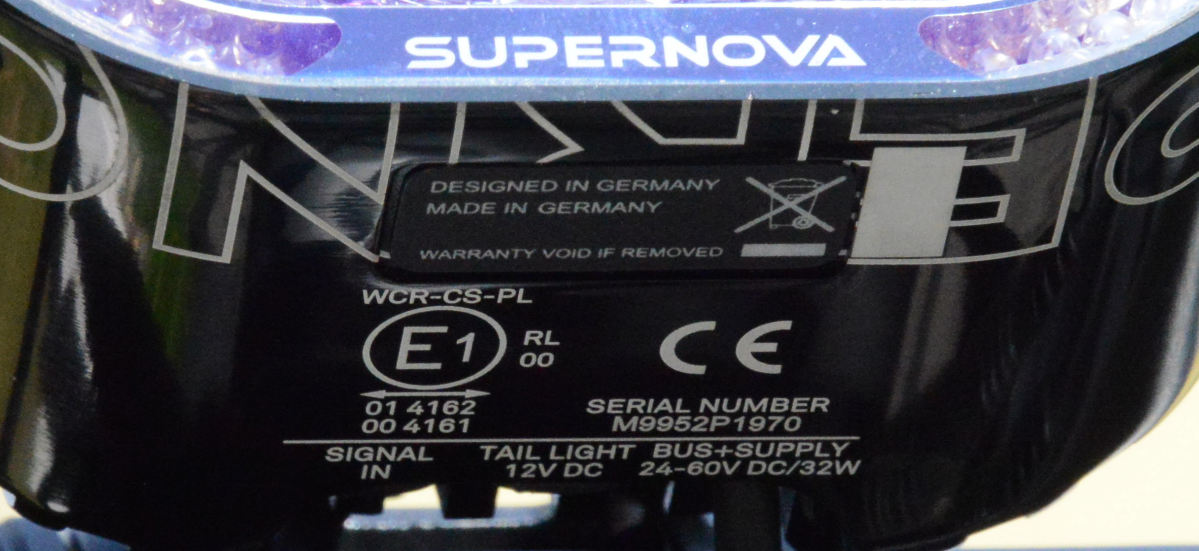 SUPERNOVA
DESIGNED IN GERMANY
MADE IN GERMANY
WARRANTY VOID IF REMOVED
WCR-CS-PL
E1 RL
00
CE
01 4162
00 4161
SERIAL NUMBER
M9952P1970
SIGNAL IN
TAIL LIGHT 12V DC
BUS+SUPPLY 24-60V DC/32W